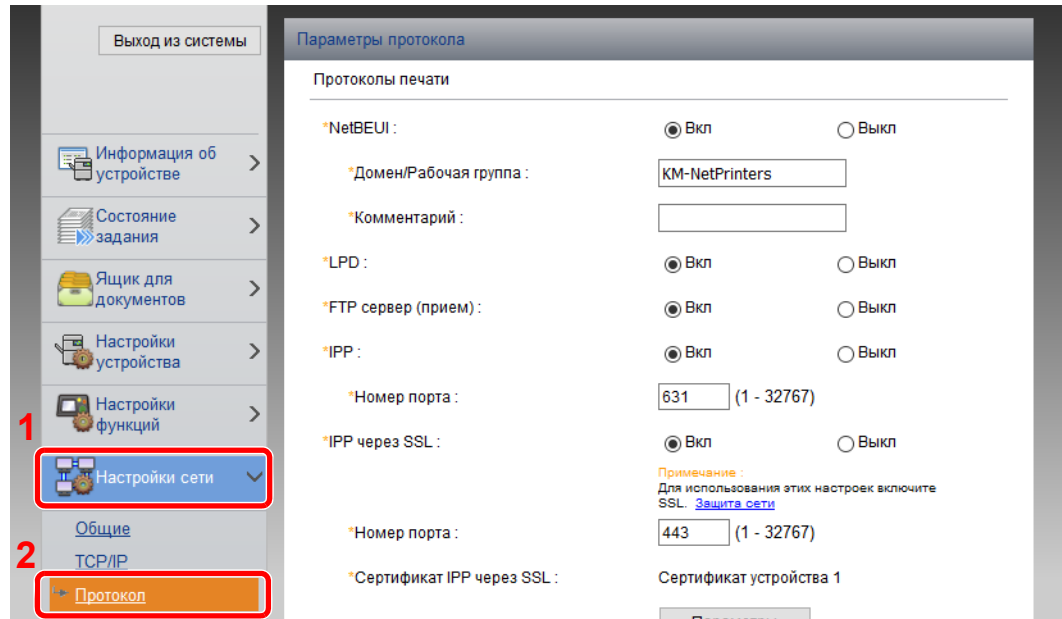 Выход из системы
Информация об
устройстве
Состояние
задания
Ящик для
документов
Настройки
устройства
Настройки
функций
1
Настройки сети
Общие
2
TCP/IP
Протокол
Параметры протокола
Протоколы печати
*NetBEUI : Вкл Выкл
*Домен/Рабочая группа : KM-NetPrinters
*Комментарий :
*LPD : Вкл Выкл
*FTP сервер (прием) : Вкл Выкл
*IPP : Вкл Выкл
*Номер порта : 631 (1 - 32767)
*IPP через SSL : Вкл Выкл
Примечание :
Для использования этих настроек включите
SSL. Защита сети
*Номер порта : 443 (1 - 32767)
*Сертификат IPP через SSL : Сертификат устройства 1